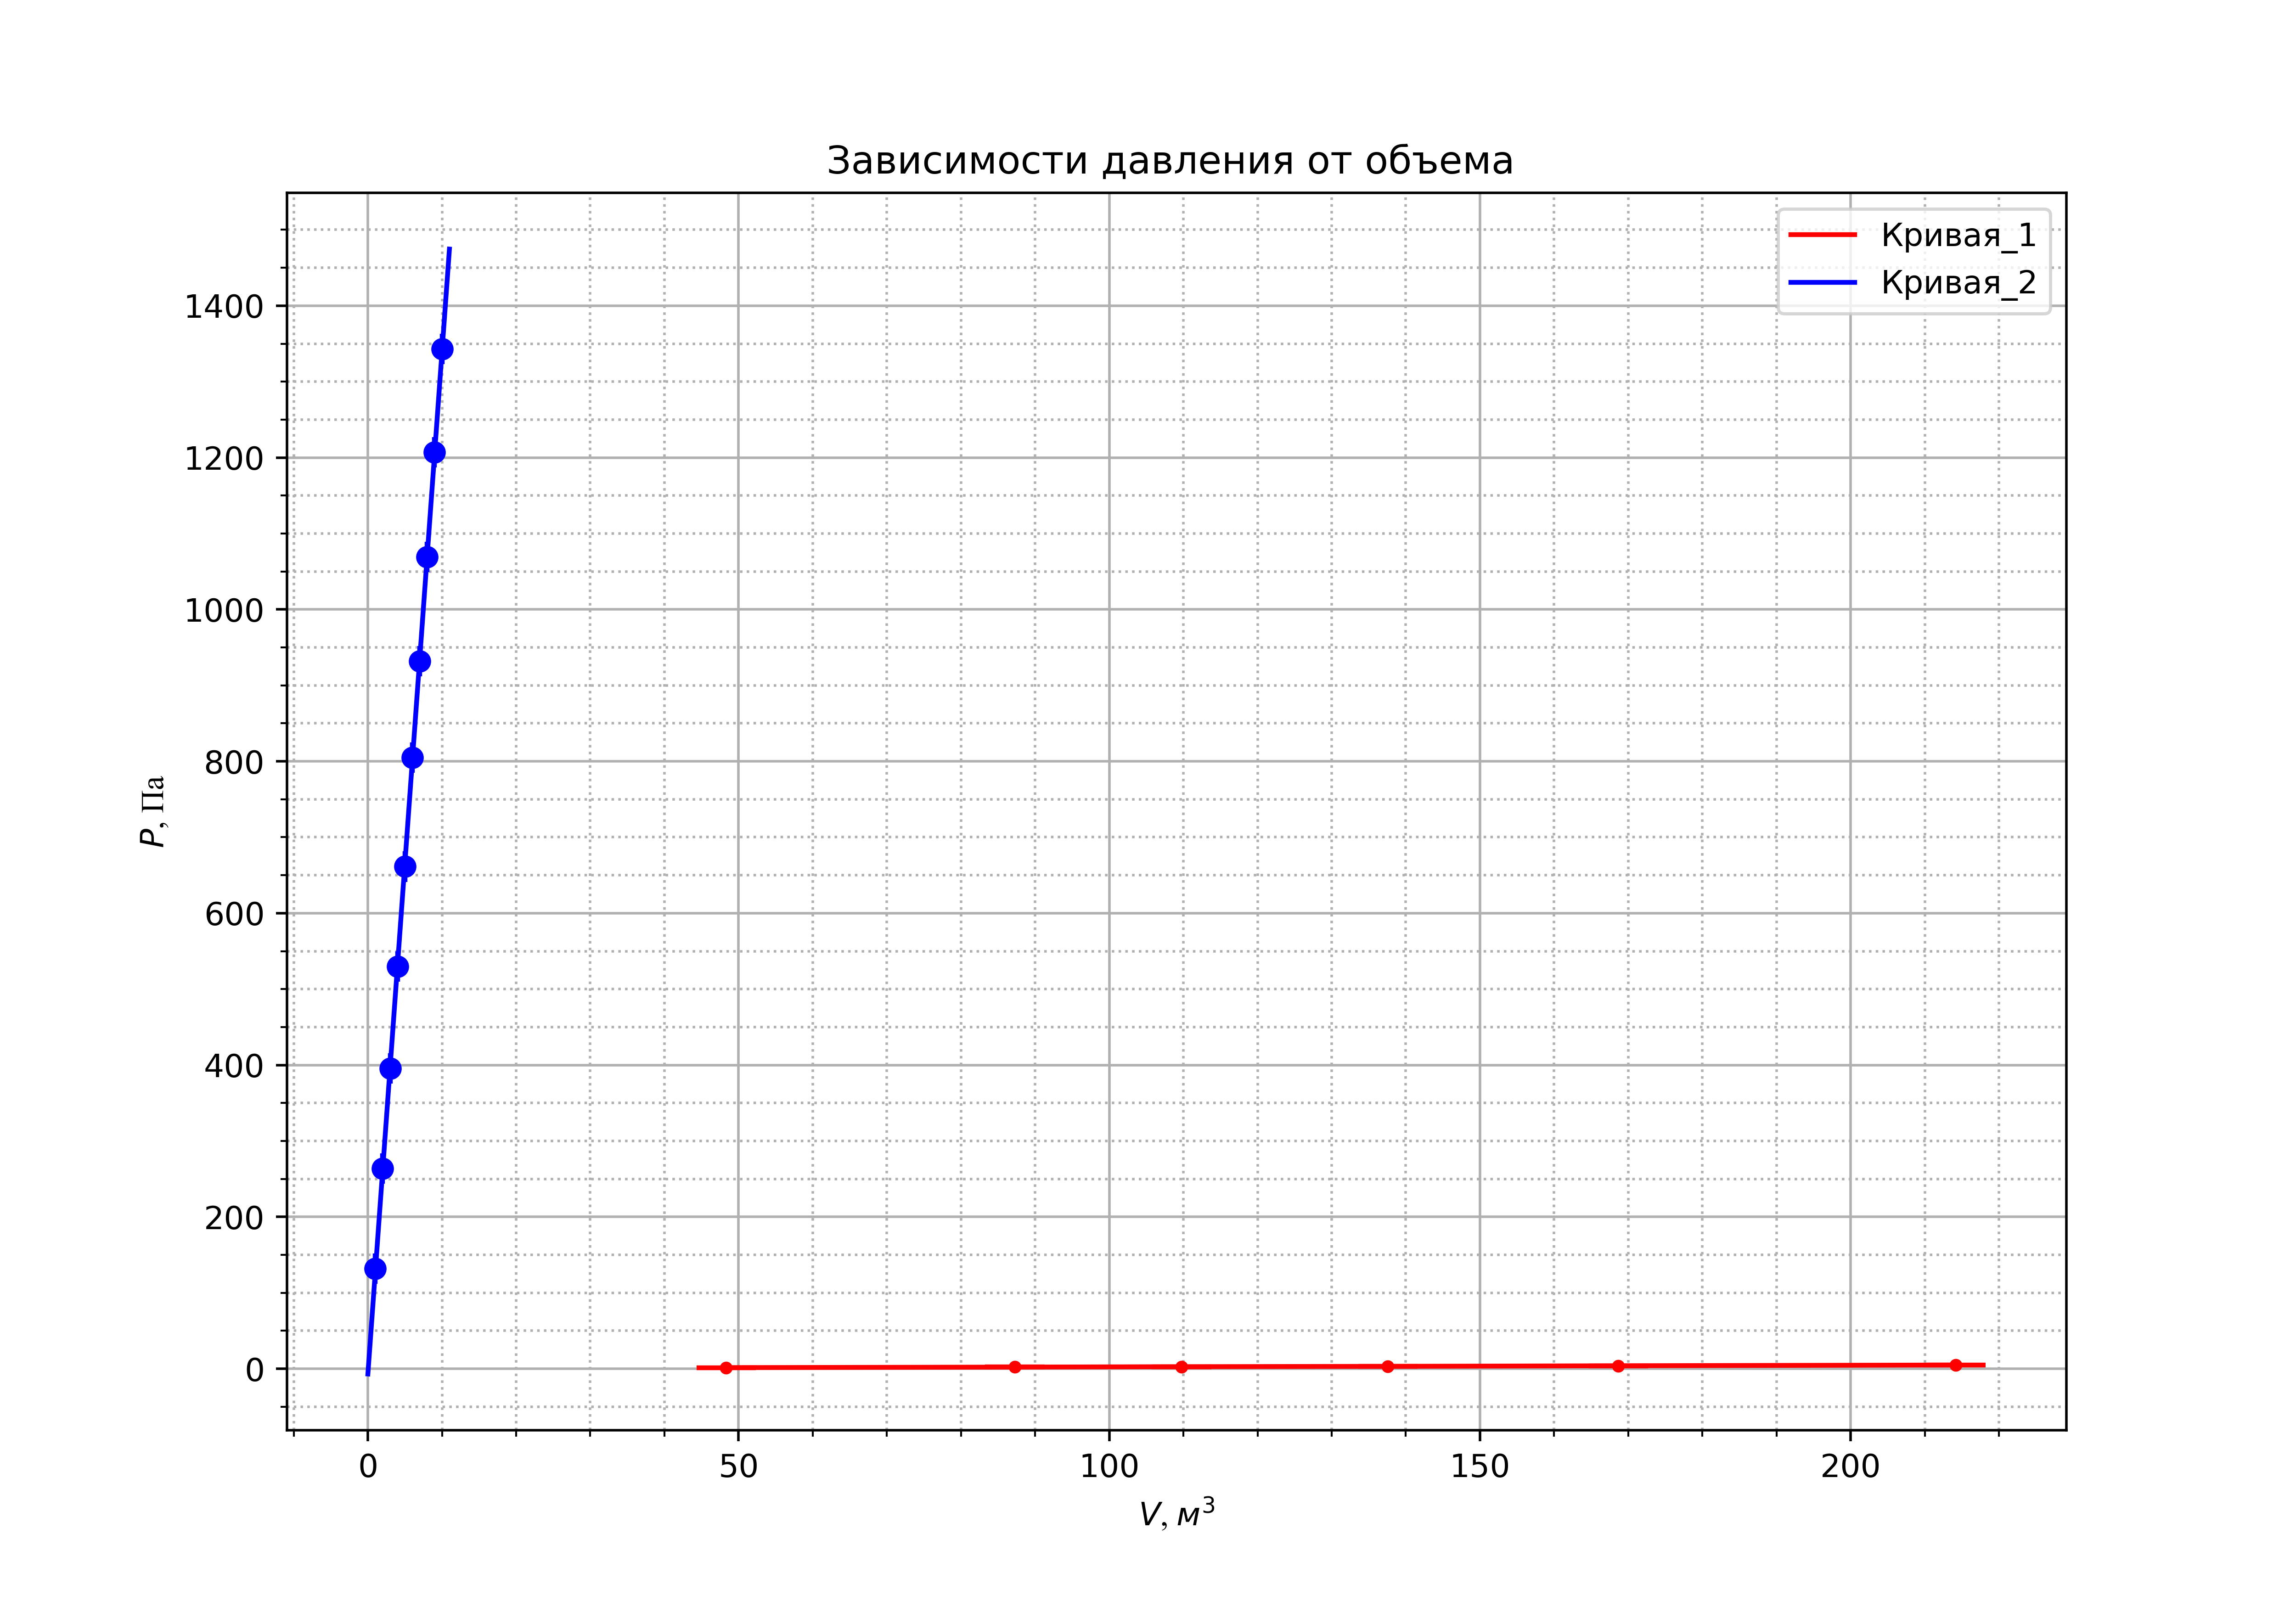 Зависимости давления от объема
Кривая_1
Кривая_2
1400
1200
1000
800
600
400
200
0
P, Па
0 50 100 150 200
V, м³